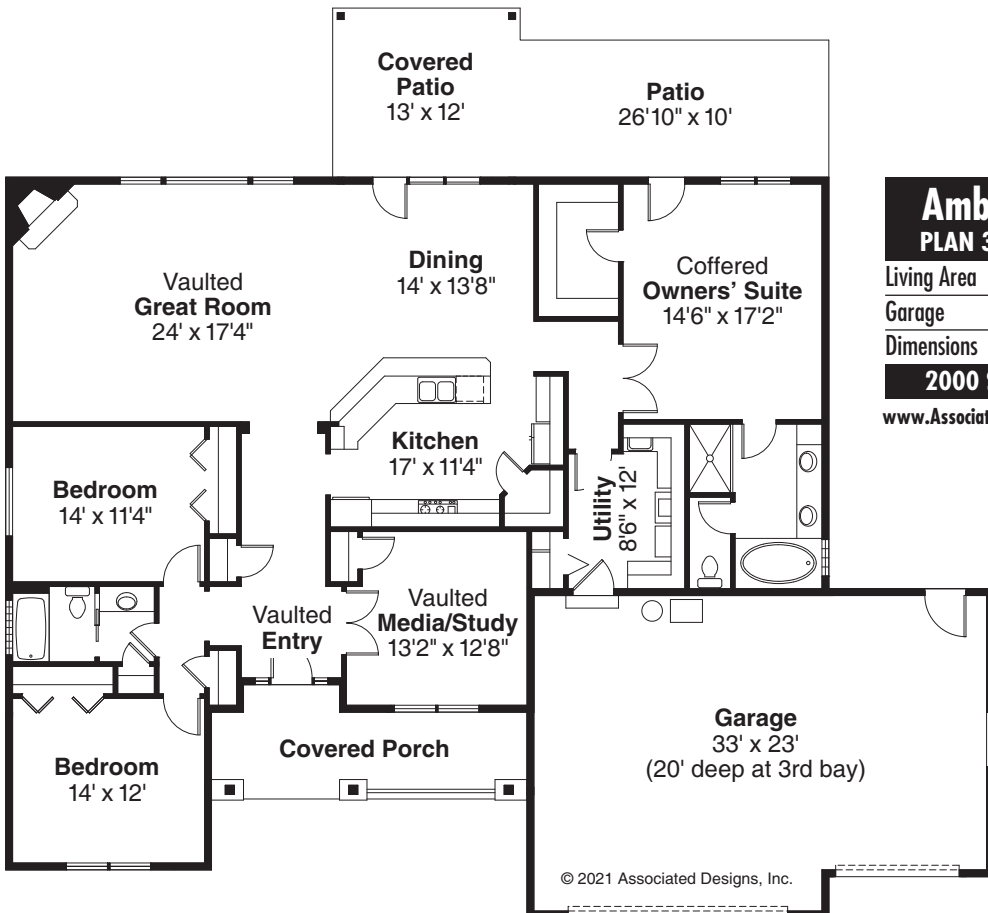 Covered
Patio
13' x 12'
Patio
26'10" x 10'
Vaulted
Great Room
24' x 17'4"
Dining
14' x 13'8"
Coffered
Owners' Suite
14'6" x 17'2"
PLAN 3
Living Area
Garage
Dimensions
2000
www.Associat
Kitchen
17' x 11'4"
Bedroom
14' x 11'4"
Utility
8'6" x 12'
Vaulted
Entry
Vaulted
Media/Study
13'2" x 12'8"
Covered Porch
Bedroom
14' x 12'
Garage
33' x 23'
(20' deep at 3rd bay)
© 2021 Associated Designs, Inc.